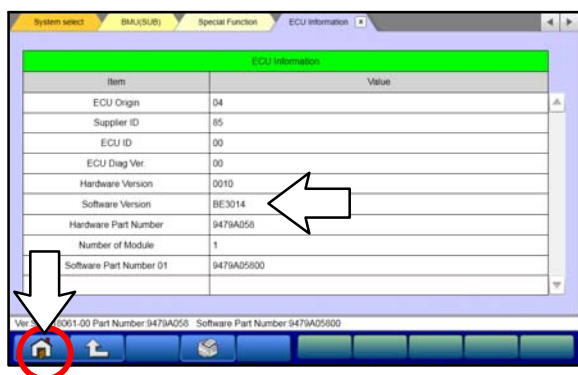 System select BMU(SUB) Special Function ECU Information
ECU Information
Item Value
ECU Origin 04
Supplier ID 85
ECU ID 00
ECU Diag Ver. 00
Hardware Version 0010
Software Version BE3014
Hardware Part Number 9479A058
Number of Module 1
Software Part Number 01 9479A05800
8061-00 Part Number:9479A058 Software Part Number:9479A05800